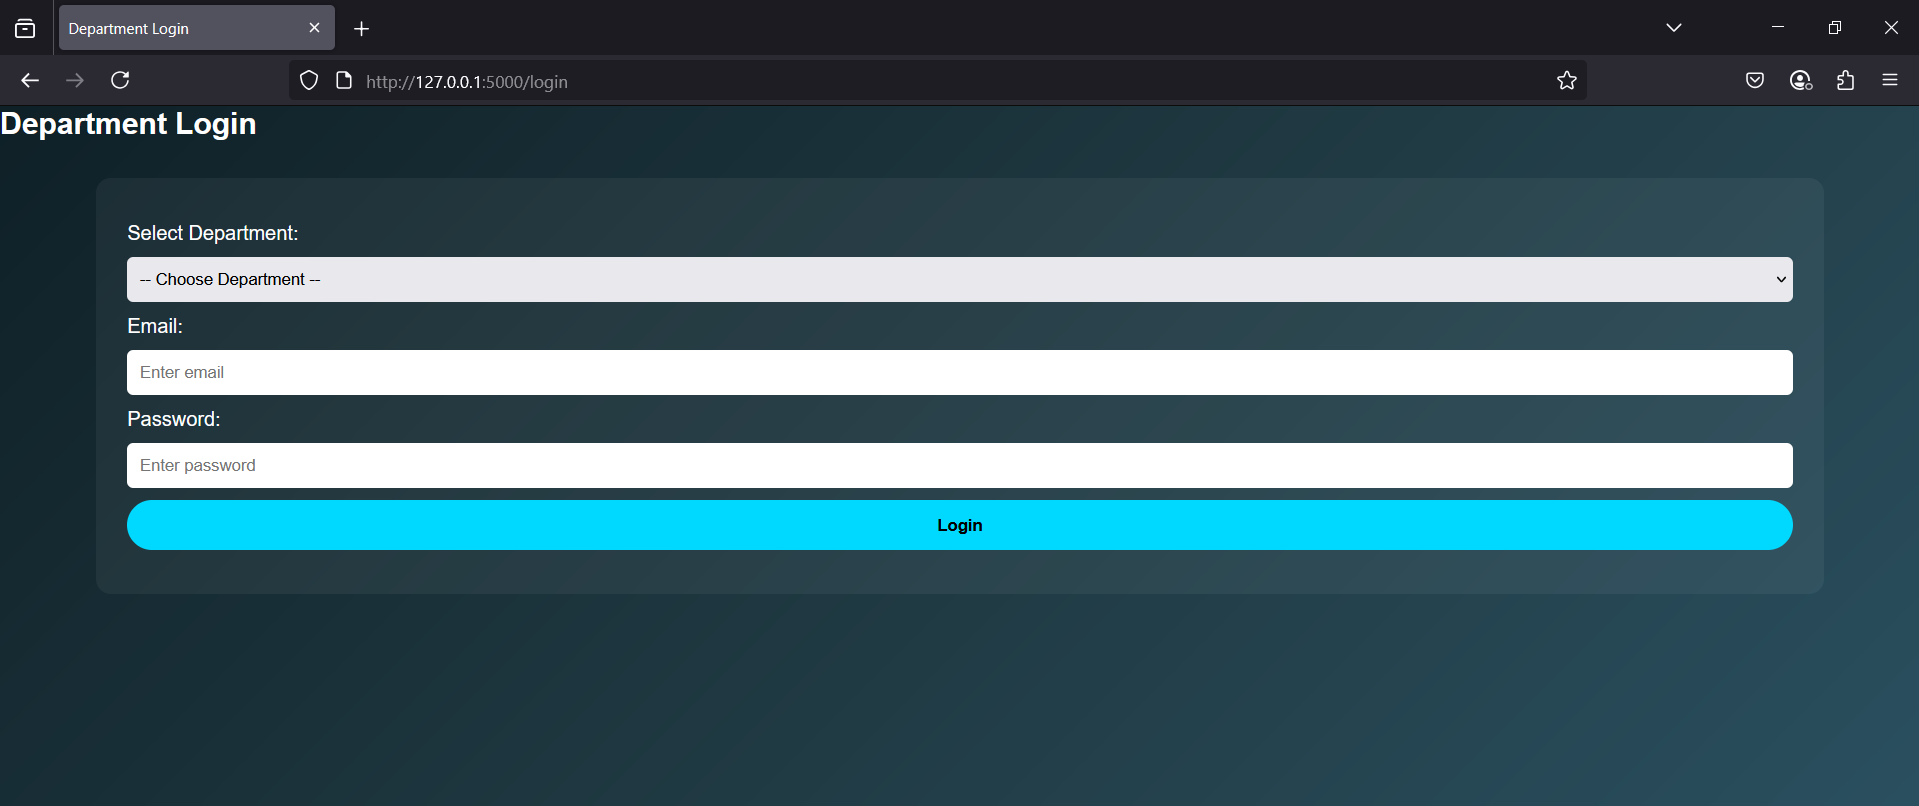 Department Login
http://127.0.0.1:5000/login
Department Login
Select Department:
-- Choose Department --
Email:
Enter email
Password:
Enter password
Login